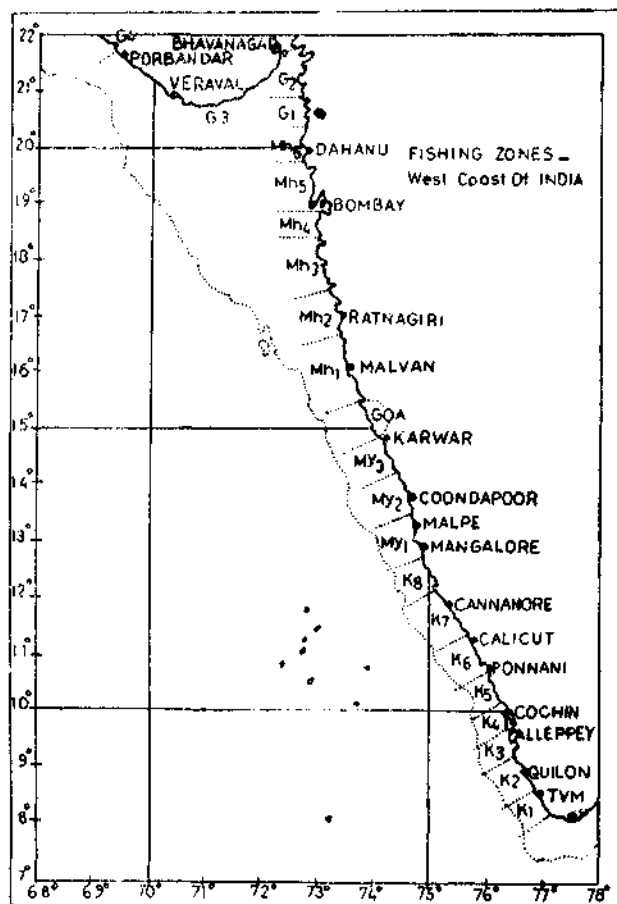 22°
G4
BHAVANAGAR
PORBANDAR
21°
VERAVAL
G2
G1
G3
20°
Mh6
DAHANU
FISHING ZONES –
West Coast Of INDIA
Mh5
19°
BOMBAY
Mh4
18°
Mh3
17°
Mh2
RATNAGIRI
16°
Mh1
MALVAN
GOA
15°
KARWAR
My3
14°
My2
COONDAPOOR
MALPE
13°
My1
MANGALORE
K8
12°
K7
CANNANORE
11°
CALICUT
K6
PONNANI
K5
10°
COCHIN
K4
ALLEPPEY
K3
9°
K2
QUILON
K1
TVM
8°
7°
68° 69° 70° 71° 72° 73° 74° 75° 76° 77° 78°